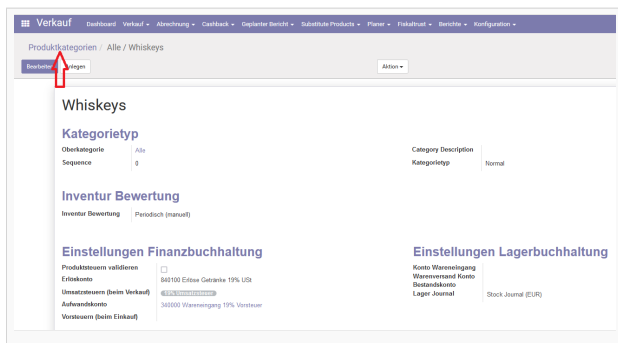 Verkauf Dashboard Verkauf Abrechnung Cashback Geplanter Bericht Substitute Products Planer Fiskaltrust Berichte Konfiguration
Produktkategorien / Alle / Whiskeys
Bearbeiten Anlegen Aktion
Whiskeys
Kategorietyp
Oberkategorie Alle Category Description
Sequence 0 Kategorietyp Normal
Inventur Bewertung
Inventur Bewertung Periodisch (manuell)
Einstellungen Finanzbuchhaltung Einstellungen Lagerbuchhaltung
Produktsteuern validieren Konto Wareneingang
Erlöskonto 840100 Erlöse Getränke 19% USt Warenversand Konto
Bestandskonto
Umsatzsteuern (beim Verkauf) 19% Umsatzsteuer Lager Journal Stock Journal (EUR)
Aufwandskonto 340000 Wareneingang 19% Vorsteuer
Vorsteuern (beim Einkauf)